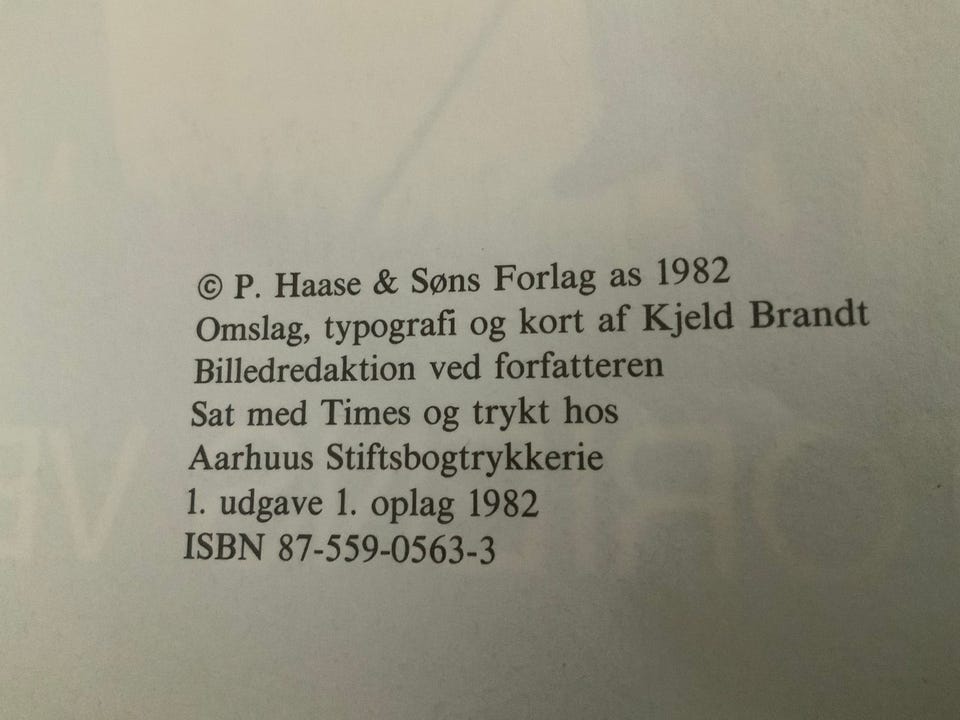 © P. Haase & Søns Forlag as 1982
Omslag, typografi og kort af Kjeld Brandt
Billedredaktion ved forfatteren
Sat med Times og trykt hos
Aarhuus Stiftsbogtrykkerie
1. udgave 1. oplag 1982
ISBN 87-559-0563-3